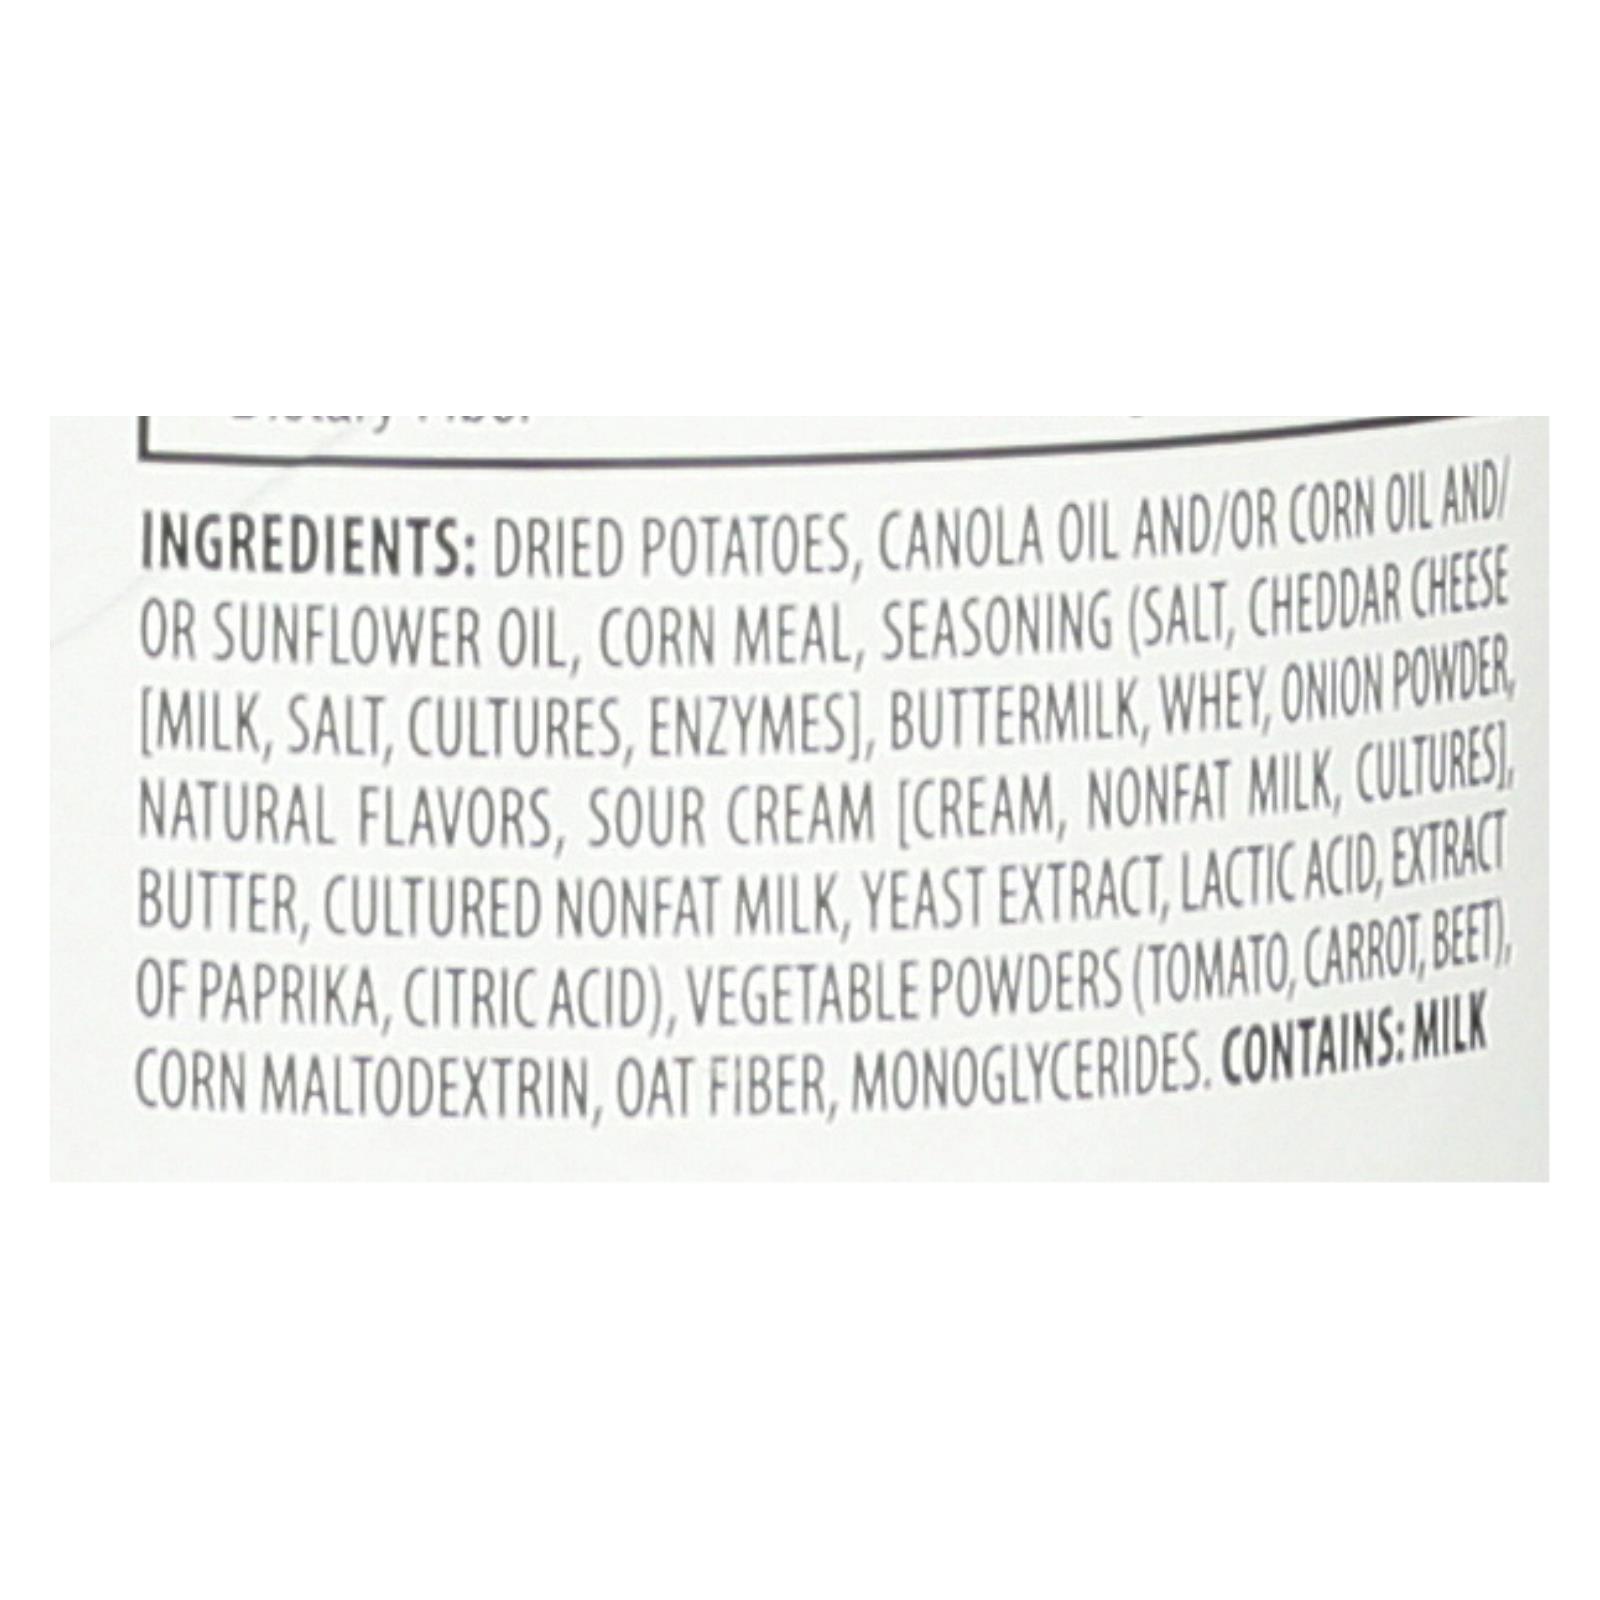 Dietary Fiber
INGREDIENTS: DRIED POTATOES, CANOLA OIL AND/OR CORN OIL AND/
OR SUNFLOWER OIL, CORN MEAL, SEASONING (SALT, CHEDDAR CHEESE
[MILK, SALT, CULTURES, ENZYMES], BUTTERMILK, WHEY, ONION POWDER,
NATURAL FLAVORS, SOUR CREAM [CREAM, NONFAT MILK, CULTURES],
BUTTER, CULTURED NONFAT MILK, YEAST EXTRACT, LACTIC ACID, EXTRACT
OF PAPRIKA, CITRIC ACID), VEGETABLE POWDERS (TOMATO, CARROT, BEET),
CORN MALTODEXTRIN, OAT FIBER, MONOGLYCERIDES. CONTAINS: MILK